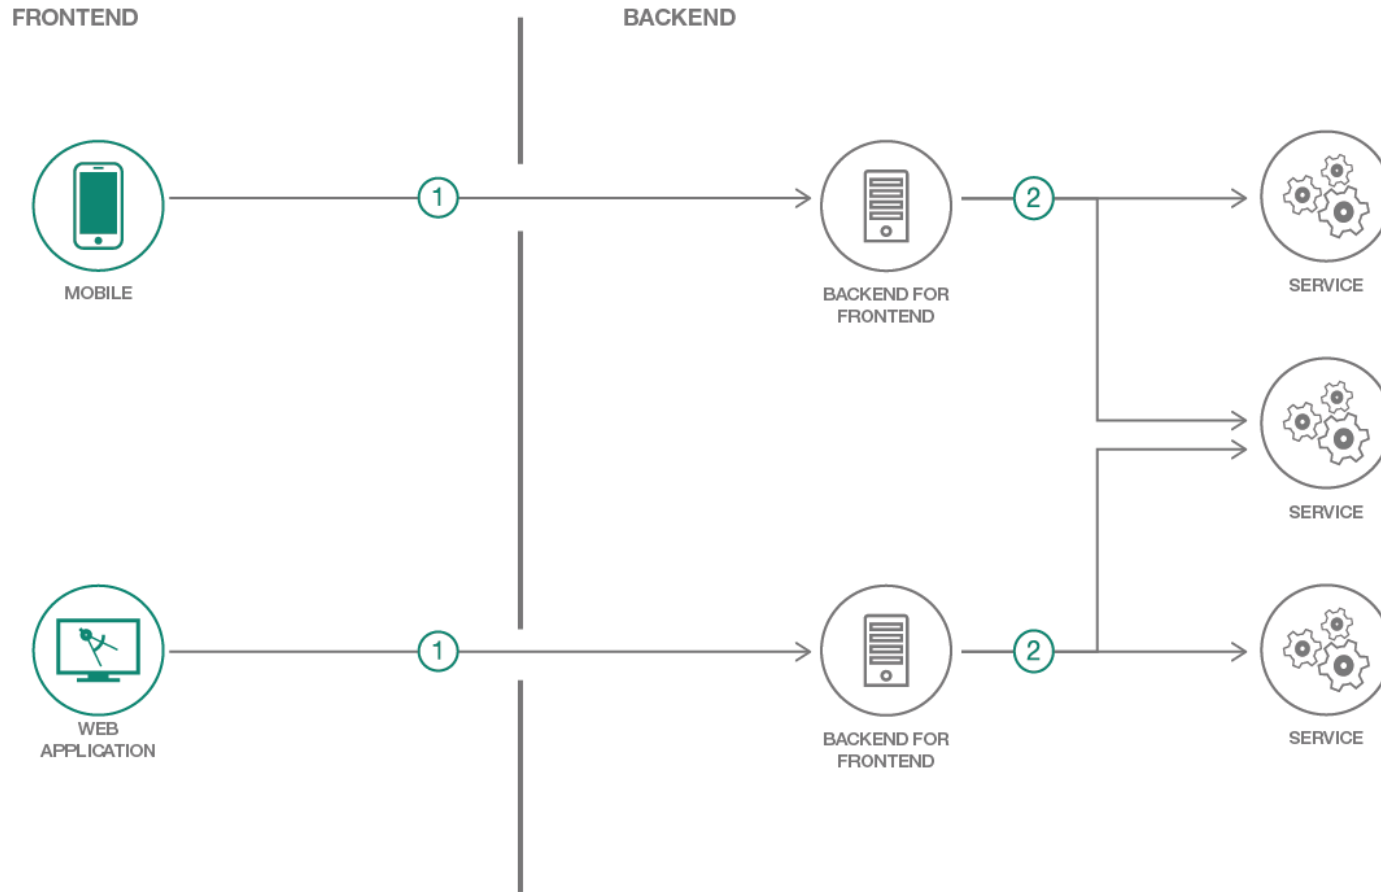 FRONTEND
BACKEND
1
2
MOBILE
BACKEND FOR
FRONTEND
SERVICE
SERVICE
1
2
WEB
APPLICATION
BACKEND FOR
FRONTEND
SERVICE